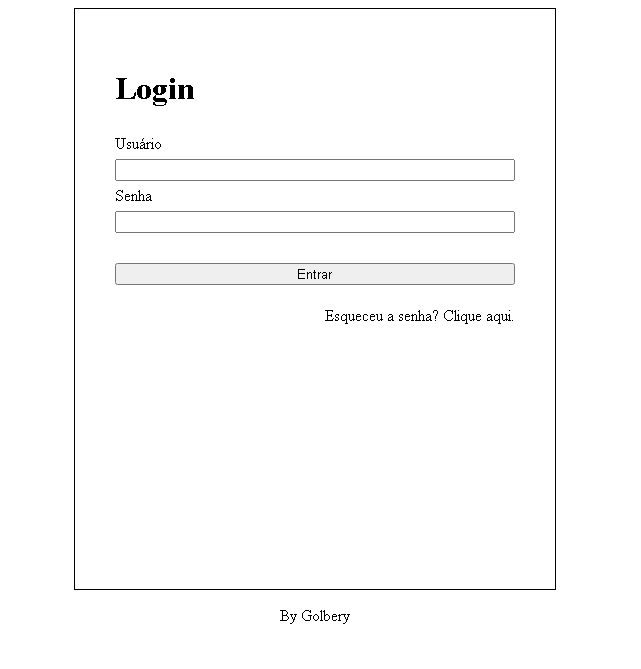 Login
Usuário
Senha
Entrar
Esqueceu a senha? Clique aqui.
By Golbery